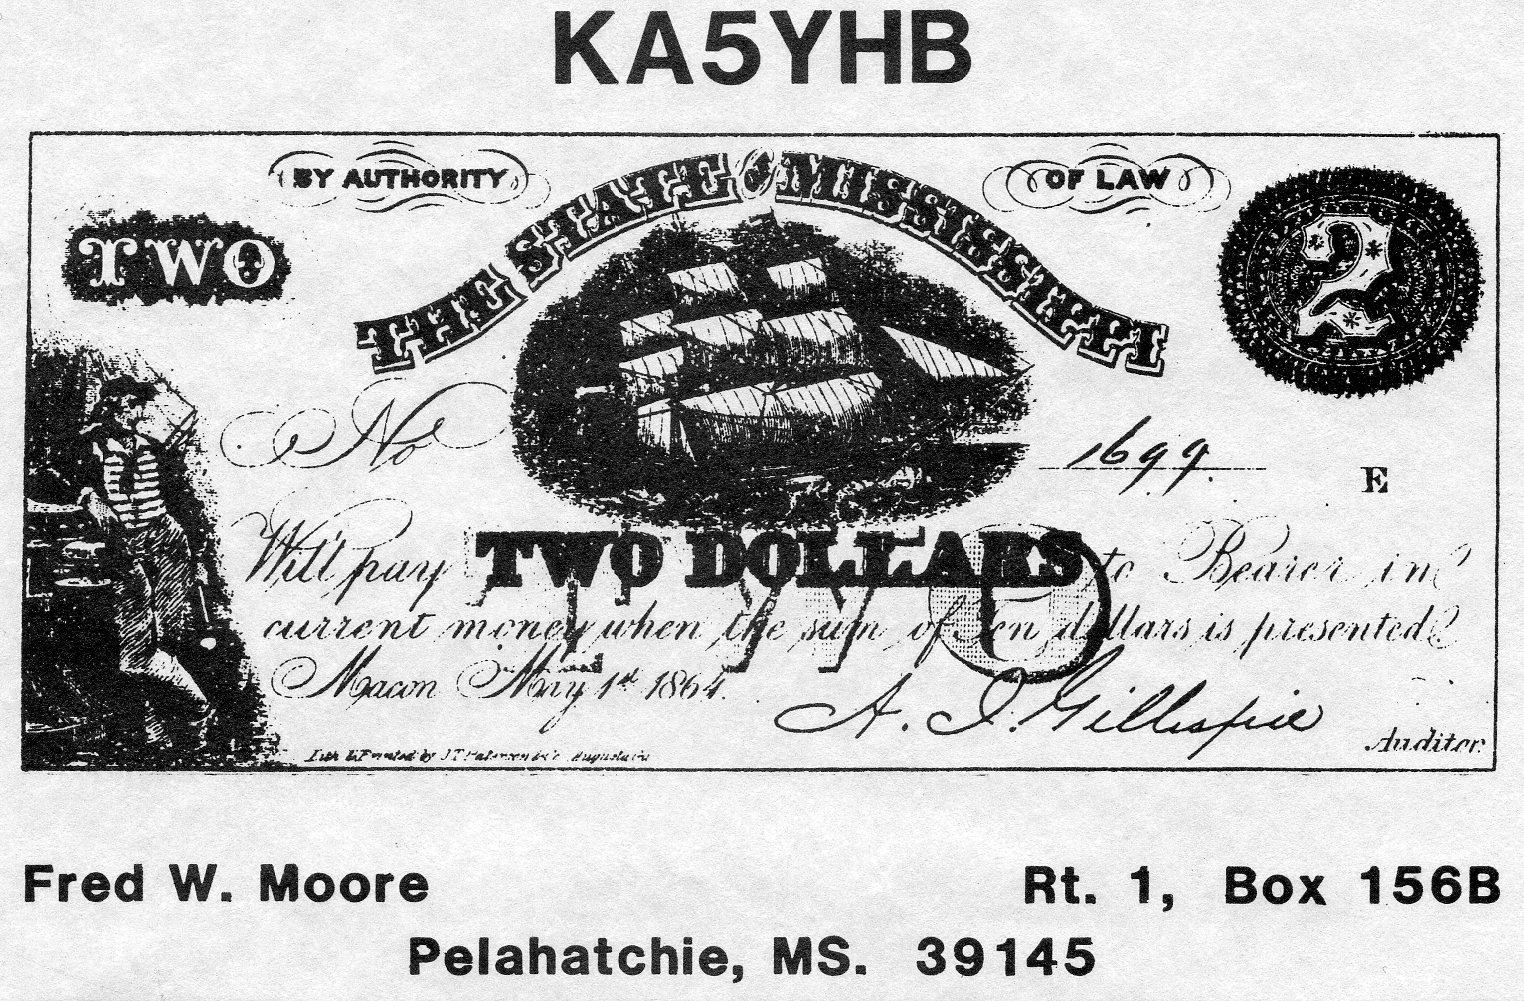 KA5YHB
BY AUTHORITY
OF LAW
THE STATE OF MISSISSIPPI
TWO
2
No 1699.
E
Will pay TWO DOLLARS to Bearer in
TWO
current money when the sum of Ten dollars is presented
Macon May 1st 1864.
A. J. Gillespie
Auditor.
Lith & Printed by J T Paterson & Co Augusta Ga
Fred W. Moore
Rt. 1, Box 156B
Pelahatchie, MS. 39145